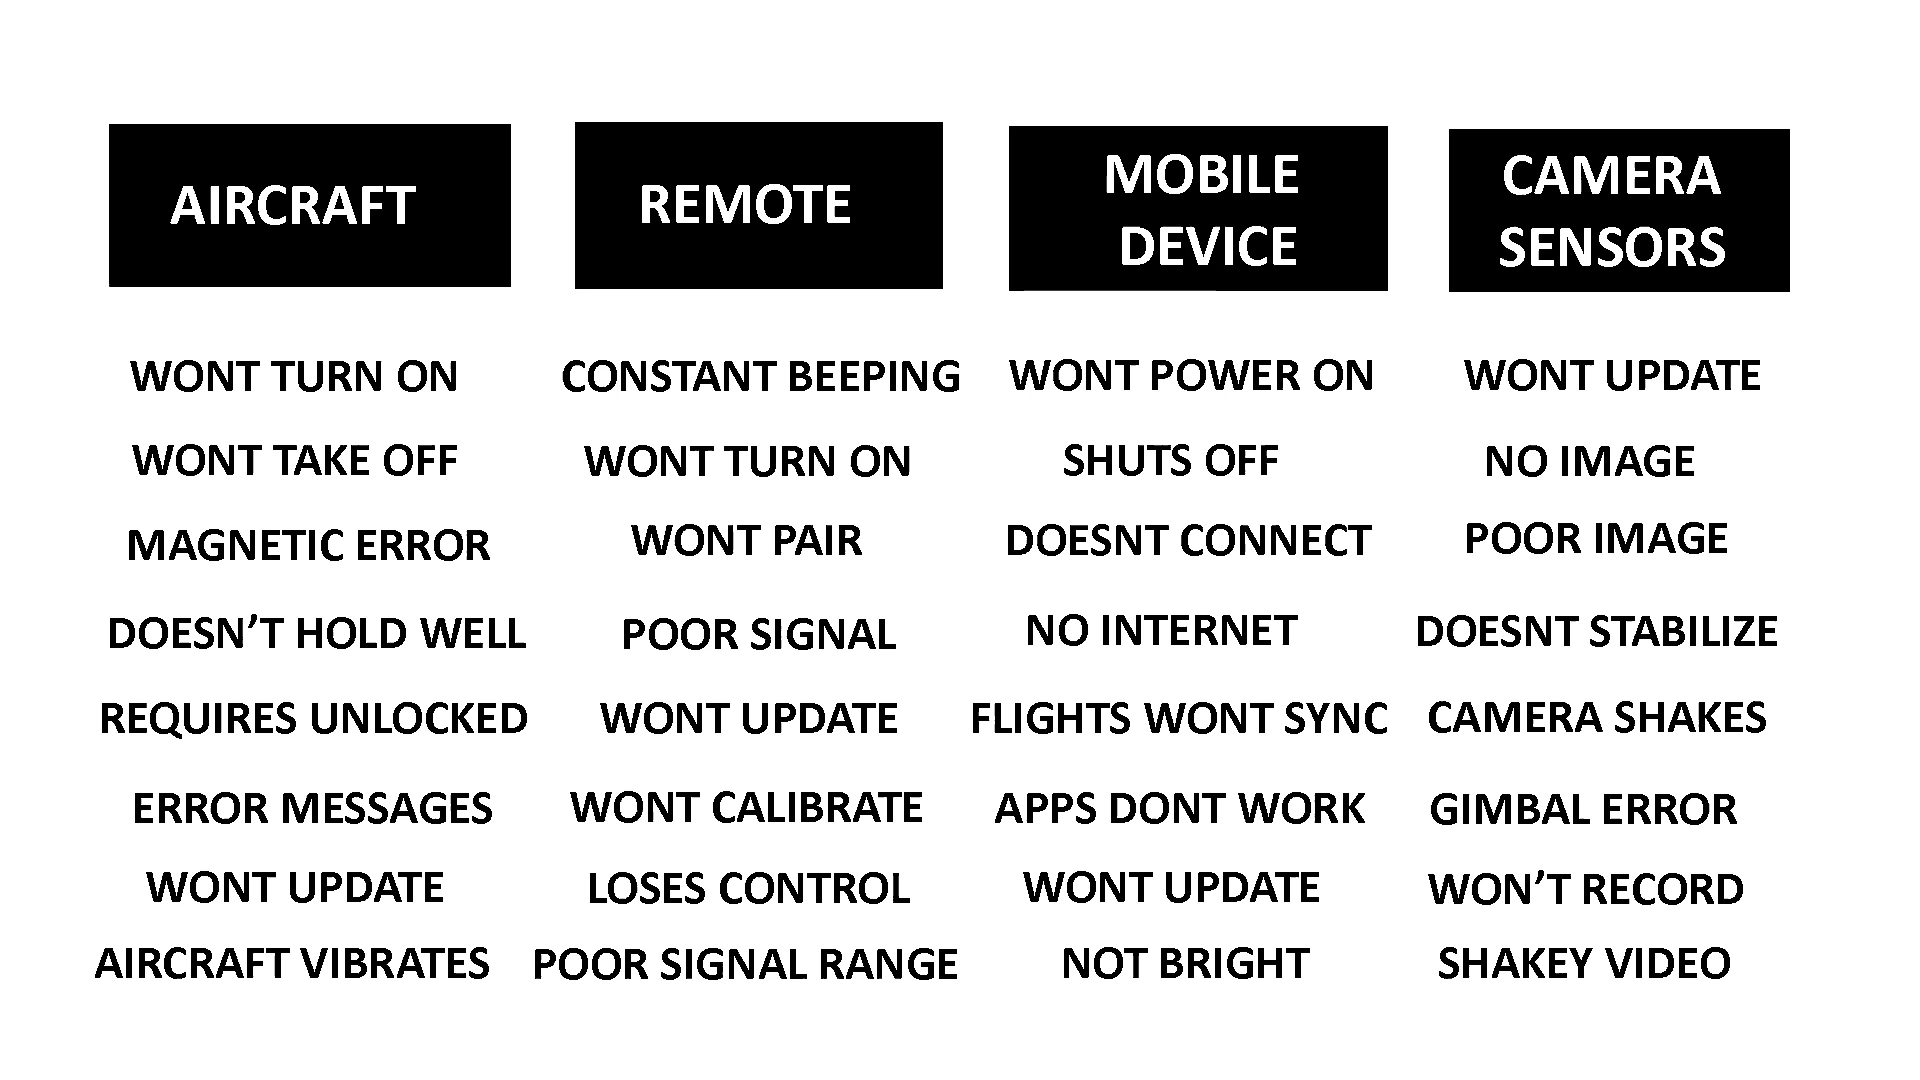 AIRCRAFT
REMOTE
MOBILE
DEVICE
CAMERA
SENSORS
WONT TURN ON
CONSTANT BEEPING
WONT POWER ON
WONT UPDATE
WONT TAKE OFF
WONT TURN ON
SHUTS OFF
NO IMAGE
MAGNETIC ERROR
WONT PAIR
DOESNT CONNECT
POOR IMAGE
DOESN’T HOLD WELL
POOR SIGNAL
NO INTERNET
DOESNT STABILIZE
REQUIRES UNLOCKED
WONT UPDATE
FLIGHTS WONT SYNC
CAMERA SHAKES
ERROR MESSAGES
WONT CALIBRATE
APPS DONT WORK
GIMBAL ERROR
WONT UPDATE
LOSES CONTROL
WONT UPDATE
WON’T RECORD
AIRCRAFT VIBRATES
POOR SIGNAL RANGE
NOT BRIGHT
SHAKEY VIDEO